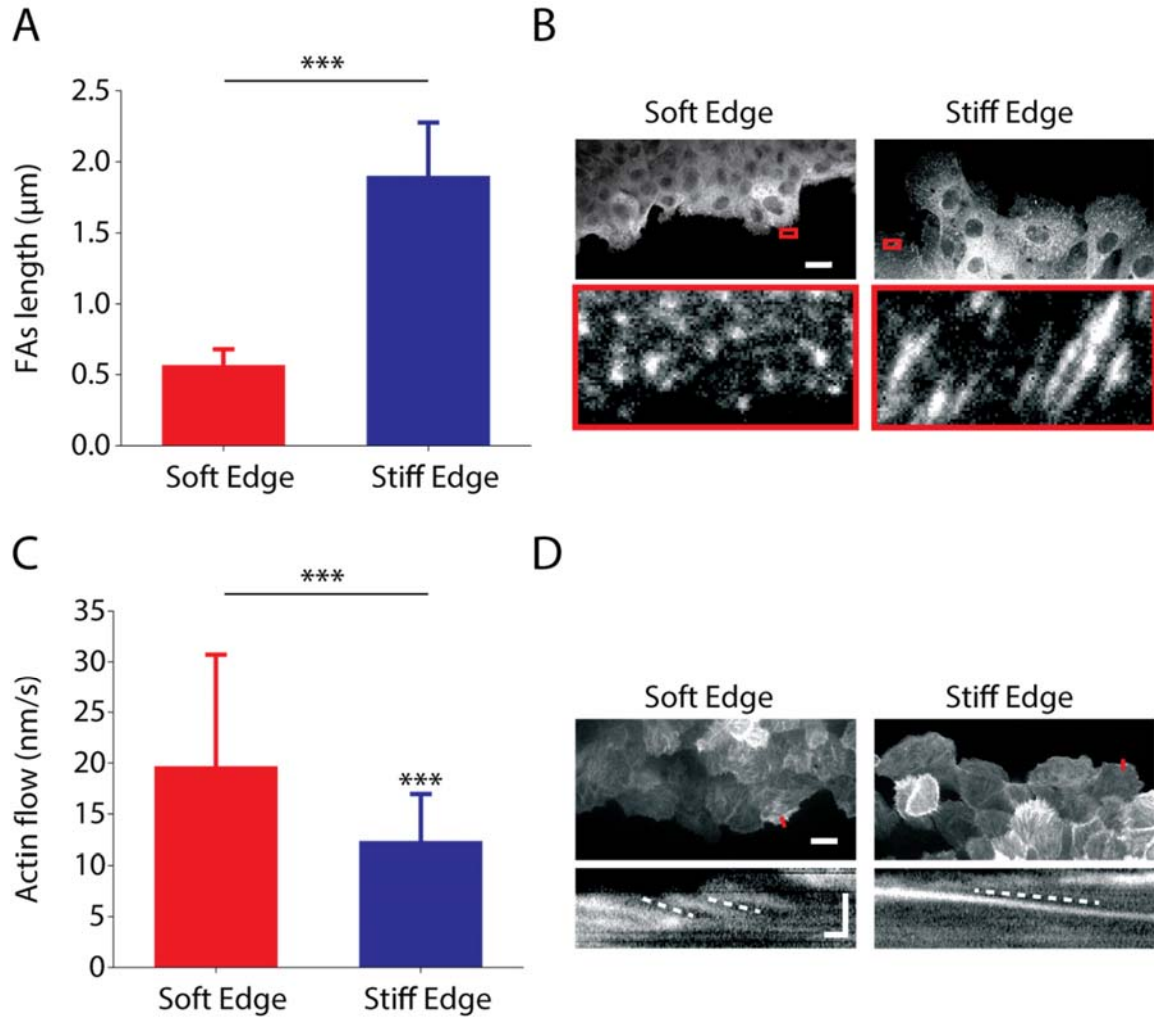 A
***
2.5
2.0
1.5
1.0
0.5
0.0
FAs length (μm)
Soft Edge Stiff Edge
B
Soft Edge Stiff Edge
C
***
35
30
25
20
15
10
5
0
Actin flow (nm/s)
***
Soft Edge Stiff Edge
D
Soft Edge Stiff Edge